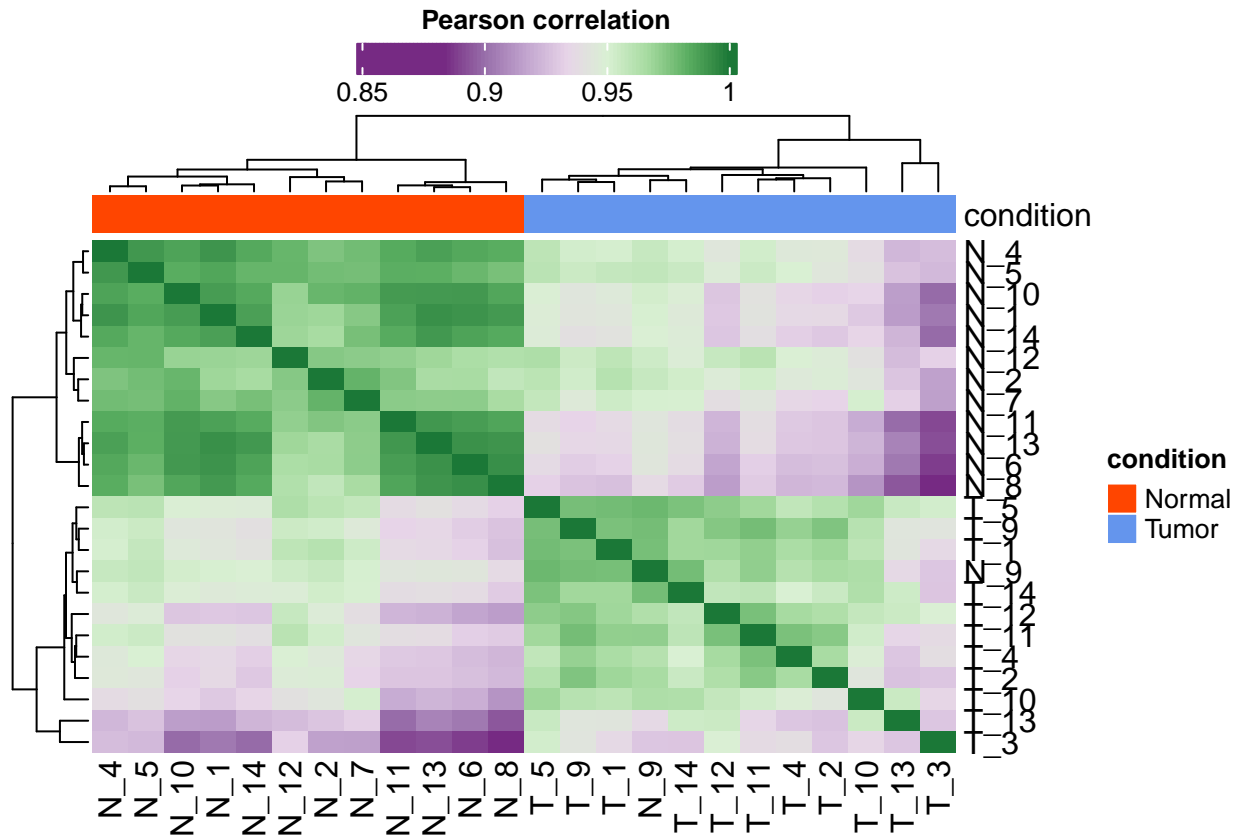 Pearson correlation
0.85 0.9 0.95 1
condition
N_4
N_5
N_10
N_1
N_14
N_12
N_2
N_7
N_11
N_13
N_6
N_8
T_5
T_9
T_1
N_9
T_14
T_12
T_11
T_4
T_2
T_10
T_13
T_3
condition
Normal
Tumor
N_4 N_5 N_10 N_1 N_14 N_12 N_2 N_7 N_11 N_13 N_6 N_8 T_5 T_9 T_1 N_9 T_14 T_12 T_11 T_4 T_2 T_10 T_13 T_3